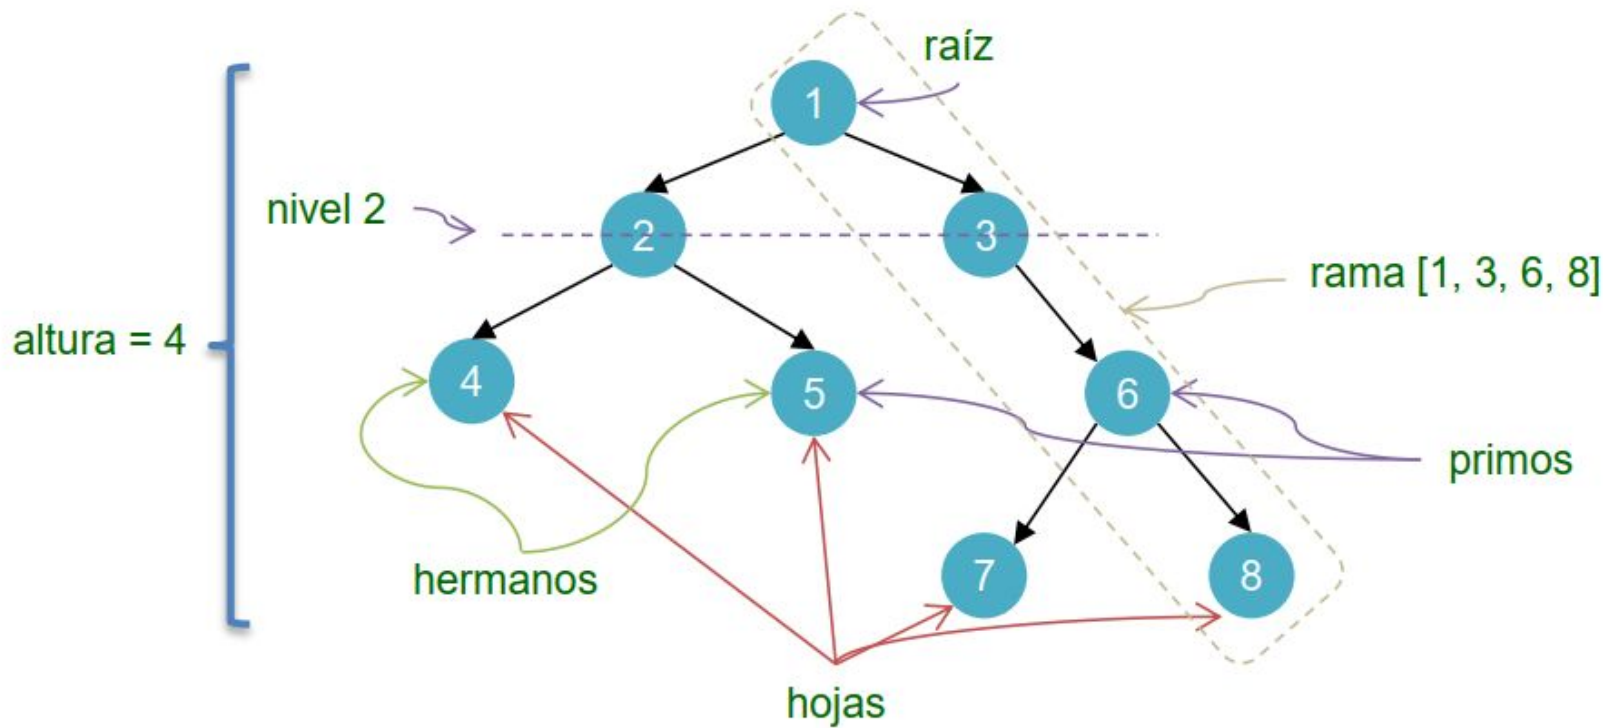 raíz
1
nivel 2
2
3
rama [1, 3, 6, 8]
altura = 4
4
5
6
primos
hermanos
7
8
hojas